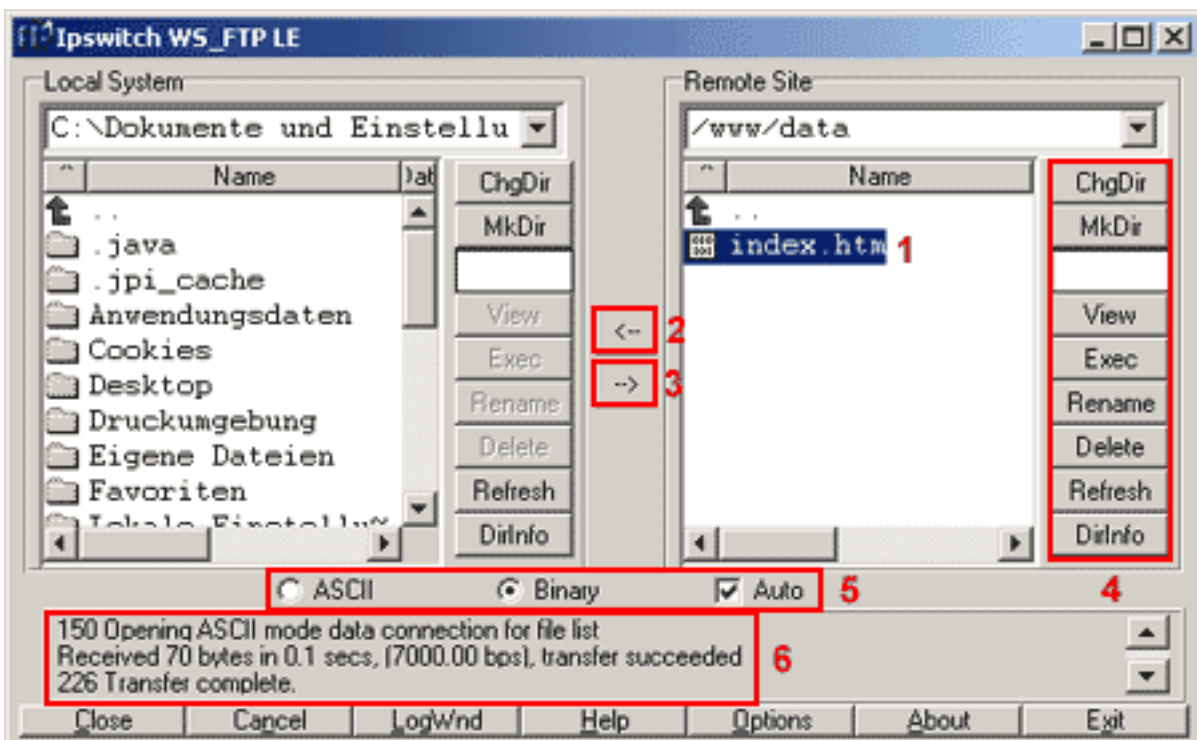 Ipswitch WS_FTP LE
Local System
C:\Dokumente und Einstellu
^ Name Dat
..
.java
.jpi_cache
Anwendungsdaten
Cookies
Desktop
Druckumgebung
Eigene Dateien
Favoriten
Lokale Einstellu~
ChgDir
MkDir
View
Exec
Rename
Delete
Refresh
DirInfo
<-- 2
--> 3
Remote Site
/www/data
^ Name
..
index.htm 1
ChgDir
MkDir
View
Exec
Rename
Delete
Refresh
DirInfo
4
ASCII Binary Auto 5
150 Opening ASCII mode data connection for file list
Received 70 bytes in 0.1 secs, (7000.00 bps), transfer succeeded
226 Transfer complete.
6
Close Cancel LogWnd Help Options About Exit